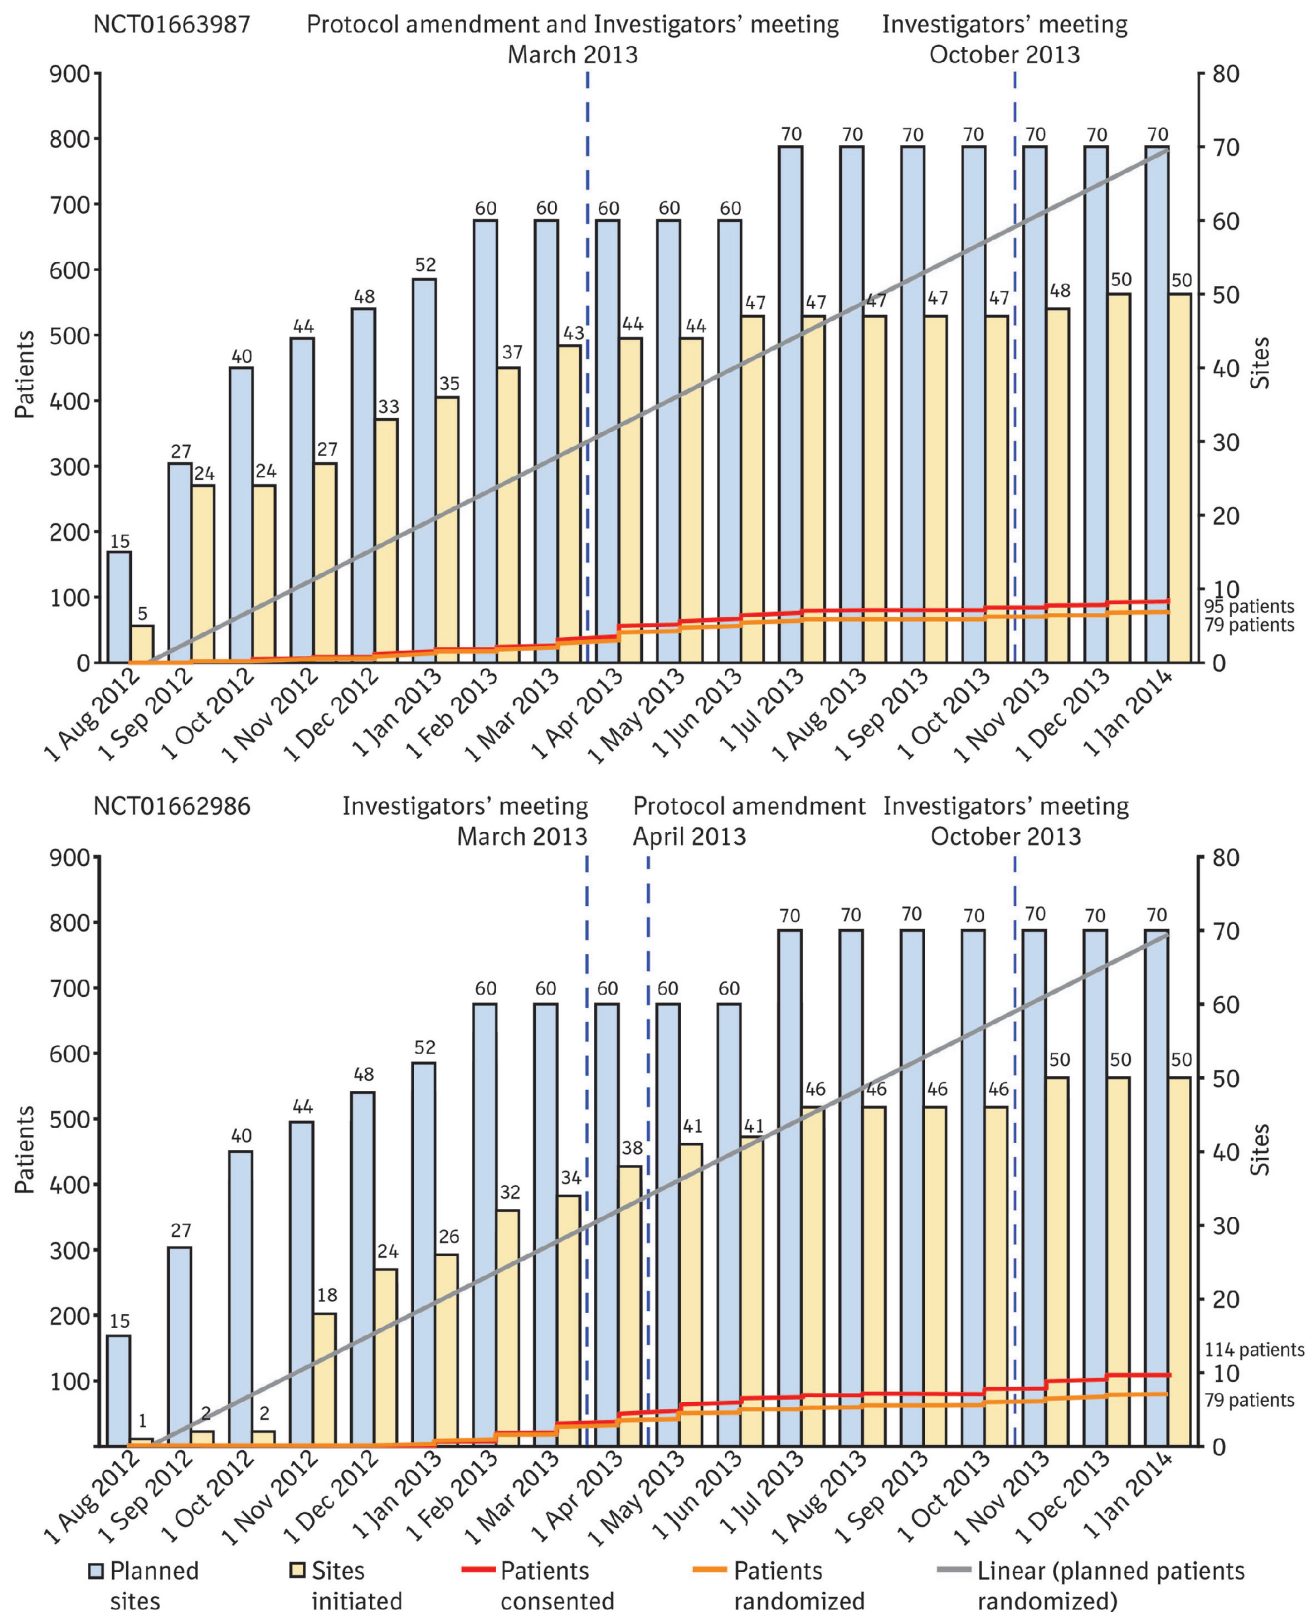 NCT01663987 Protocol amendment and Investigators’ meeting Investigators’ meeting
March 2013 October 2013
900 80
800 70
700 60
600 50
500 40
400 30
300 20
200 10
100 0
0
Patients
Sites
15 27 40 44 48 52 60 60 60 60 60 70 70 70 70 70 70 70
5 24 24 27 33 35 37 43 44 44 47 47 47 47 47 48 50 50
95 patients
79 patients
1 Aug 2012 1 Sep 2012 1 Oct 2012 1 Nov 2012 1 Dec 2012 1 Jan 2013 1 Feb 2013 1 Mar 2013 1 Apr 2013 1 May 2013 1 Jun 2013 1 Jul 2013 1 Aug 2013 1 Sep 2013 1 Oct 2013 1 Nov 2013 1 Dec 2013 1 Jan 2014
NCT01662986 Investigators’ meeting Protocol amendment Investigators’ meeting
March 2013 April 2013 October 2013
900 80
800 70
700 60
600 50
500 40
400 30
300 20
200 10
100 0
Patients
Sites
15 27 40 44 48 52 60 60 60 60 60 70 70 70 70 70 70 70
1 2 2 18 24 26 32 34 38 41 41 46 46 46 46 50 50 50
114 patients
79 patients
1 Aug 2012 1 Sep 2012 1 Oct 2012 1 Nov 2012 1 Dec 2012 1 Jan 2013 1 Feb 2013 1 Mar 2013 1 Apr 2013 1 May 2013 1 Jun 2013 1 Jul 2013 1 Aug 2013 1 Sep 2013 1 Oct 2013 1 Nov 2013 1 Dec 2013 1 Jan 2014
Planned Sites Patients Patients Linear (planned patients
sites initiated consented randomized randomized)